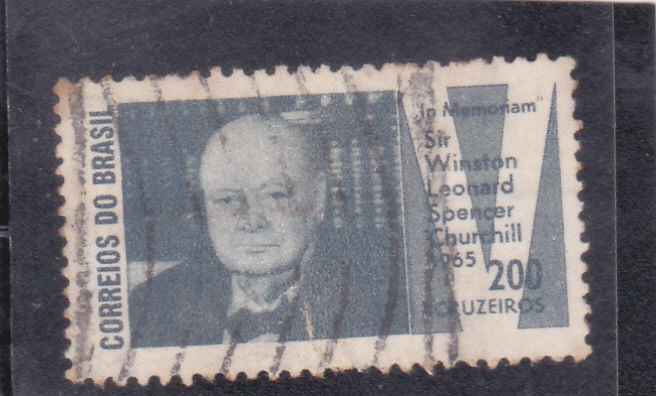 CORREIOS DO BRASIL
"in Memoriam"
Sir
Winston
Leonard
Spencer
Churchill
1965
200
CRUZEIROS